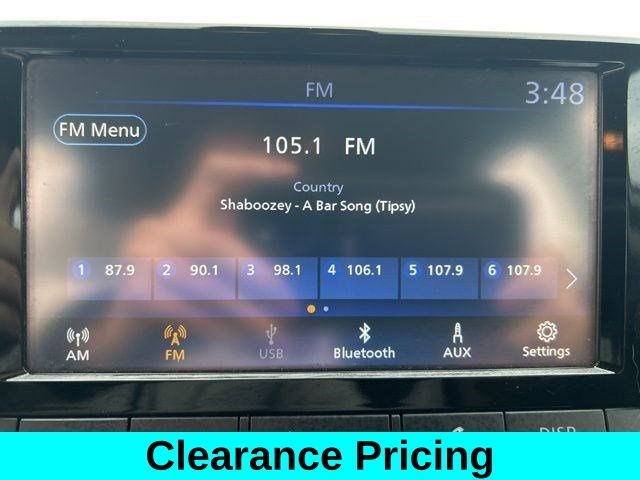 FM
3:48
FM Menu
105.1 FM
Country
Shaboozey - A Bar Song (Tipsy)
1 87.9 2 90.1 3 98.1 4 106.1 5 107.9 6 107.9
AM FM USB Bluetooth AUX Settings
DISP
Clearance Pricing